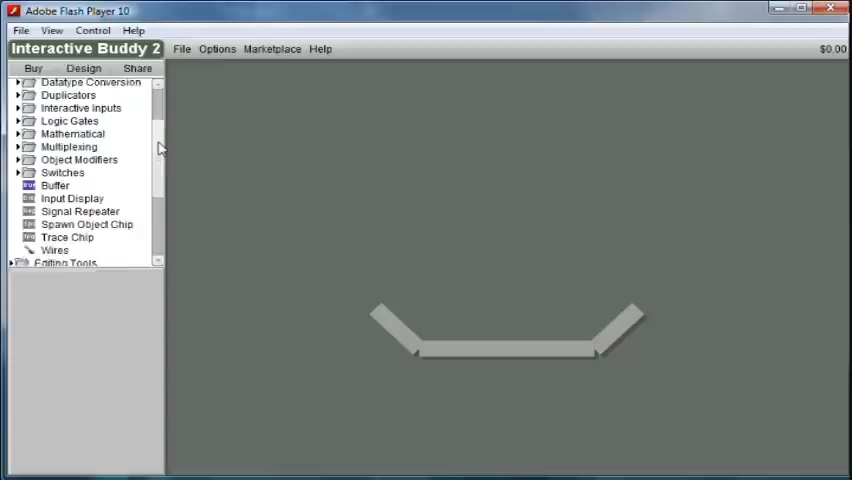 Adobe Flash Player 10
File View Control Help
Interactive Buddy 2 File Options Marketplace Help $0.00
Buy Design Share
Datatype Conversion
Duplicators
Interactive Inputs
Logic Gates
Mathematical
Multiplexing
Object Modifiers
Switches
Buffer
Input Display
Signal Repeater
Spawn Object Chip
Trace Chip
Wires
Editing Tools